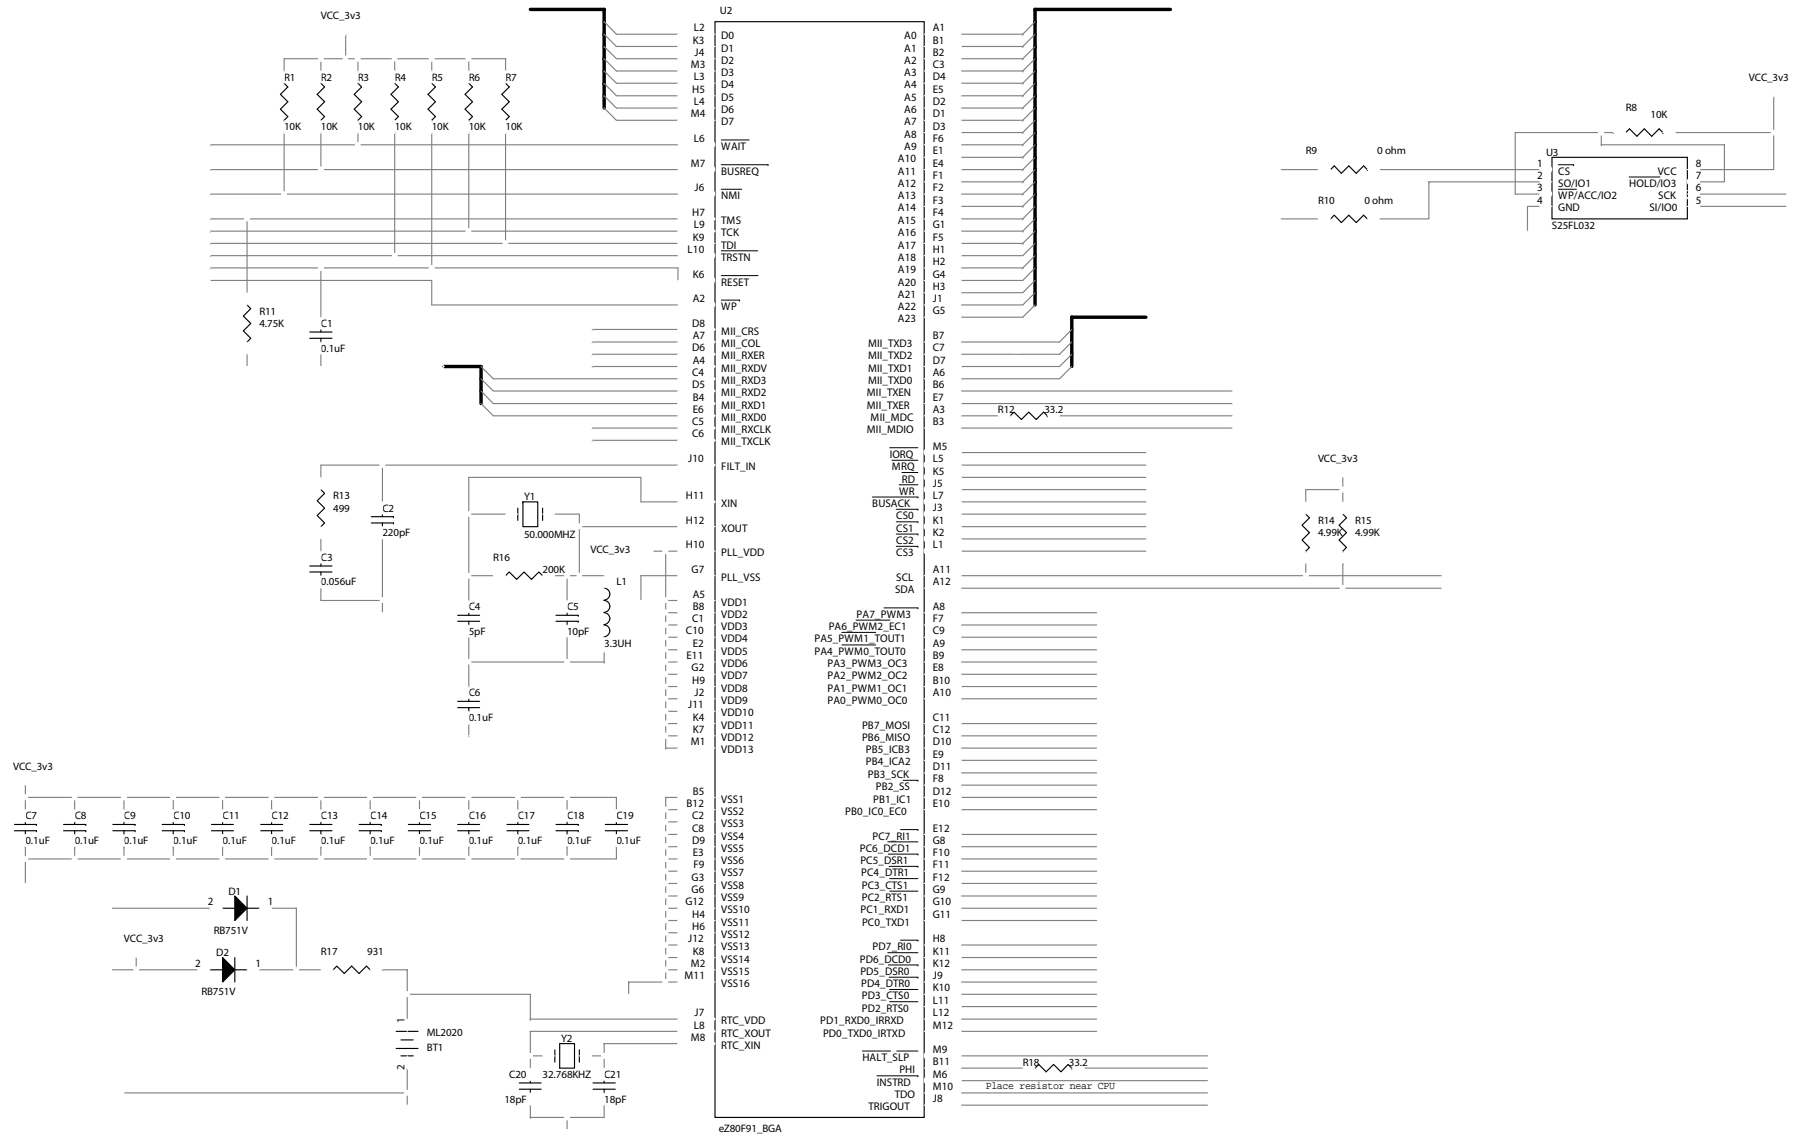 VCC_3v3
R1 R2 R3 R4 R5 R6 R7
10K 10K 10K 10K 10K 10K 10K
U2
L2 D0
K3 D1
J4 D2
M3 D3
L3 D4
H5 D5
L4 D6
M4 D7
L6 WAIT
M7 BUSREQ
J6 NMI
H7 TMS
L9 TCK
K9 TDI
L10 TRSTN
K6 RESET
A2 WP
D8 MII_CRS
A7 MII_COL
D6 MII_RXER
A4 MII_RXDV
C4 MII_RXD3
D5 MII_RXD2
B4 MII_RXD1
E6 MII_RXD0
C5 MII_RXCLK
C6 MII_TXCLK
J10 FILT_IN
H11 XIN
H12 XOUT
H10 PLL_VDD
G7 PLL_VSS
A5 VDD1
B8 VDD2
C1 VDD3
C10 VDD4
E2 VDD5
E11 VDD6
G2 VDD7
H9 VDD8
J2 VDD9
J11 VDD10
K4 VDD11
K7 VDD12
M1 VDD13
B5 VSS1
B12 VSS2
C2 VSS3
C8 VSS4
D9 VSS5
E3 VSS6
F9 VSS7
G3 VSS8
G6 VSS9
G12 VSS10
H4 VSS11
H6 VSS12
J12 VSS13
K8 VSS14
M2 VSS15
M11 VSS16
J7 RTC_VDD
L8 RTC_XOUT
M8 RTC_XIN
A0 A1
A1 B1
A2 B2
A3 C3
A4 D4
A5 E5
A6 D2
A7 D1
A8 D3
A9 F6
A10 E1
A11 E4
A12 F1
A13 F2
A14 F3
A15 F4
A16 G1
A17 F5
A18 H1
A19 H2
A20 G4
A21 H3
A22 J1
A23 G5
MII_TXD3 B7
MII_TXD2 C7
MII_TXD1 D7
MII_TXD0 A6
MII_TXEN B6
MII_TXER E7
MII_MDC A3
MII_MDIO B3
IORQ M5
MRQ L5
RD K5
WR J5
BUSACK L7
CS0 J3
CS1 K1
CS2 K2
CS3 L1
SCL A11
SDA A12
PA7_PWM3 A8
PA6_PWM2_EC1 F7
PA5_PWM1_TOUT1 C9
PA4_PWM0_TOUT0 A9
PA3_PWM3_OC3 B9
PA2_PWM2_OC2 E8
PA1_PWM1_OC1 B10
PA0_PWM0_OC0 A10
PB7_MOSI C11
PB6_MISO C12
PB5_ICB3 D10
PB4_ICA2 E9
PB3_SCK D11
PB2_SS F8
PB1_IC1 D12
PB0_IC0_EC0 E10
PC7_RI1 E12
PC6_DCD1 G8
PC5_DSR1 F10
PC4_DTR1 F11
PC3_CTS1 F12
PC2_RTS1 G9
PC1_RXD1 G10
PC0_TXD1 G11
PD7_RI0 H8
PD6_DCD0 K11
PD5_DSR0 K12
PD4_DTR0 J9
PD3_CTS0 K10
PD2_RTS0 L11
PD1_RXD0_IRRXD L12
PD0_TXD0_IRTXD M12
HALT_SLP M9
PHI B11
INSTRD M6
TDO M10
TRIGOUT J8
eZ80F91_BGA
R12 33.2
R18 33.2
Place resistor near CPU
R11
4.75K
C1
0.1uF
R13
499
C2
220pF
C3
0.056uF
Y1
50.000MHZ
R16 200K
VCC_3v3
L1
3.3UH
C4
5pF
C5
10pF
C6
0.1uF
VCC_3v3
C7 C8 C9 C10 C11 C12 C13 C14 C15 C16 C17 C18 C19
0.1uF 0.1uF 0.1uF 0.1uF 0.1uF 0.1uF 0.1uF 0.1uF 0.1uF 0.1uF 0.1uF 0.1uF 0.1uF
D1
2 1
RB751V
VCC_3v3
D2
2 1
RB751V
R17 931
1
ML2020
BT1
2
Y2
32.768KHZ
C20
18pF
C21
18pF
VCC_3v3
R8 10K
R9 0 ohm
R10 0 ohm
U3
1 CS
2 SO/IO1
3 WP/ACC/IO2
4 GND
VCC 8
HOLD/IO3 7
SCK 6
SI/IO0 5
S25FL032
VCC_3v3
R14 R15
4.99K 4.99K